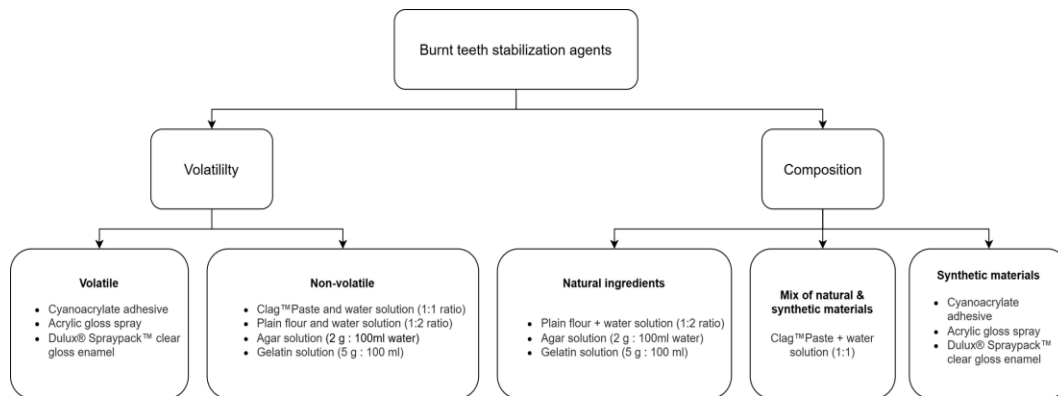 Burnt teeth stabilization agents
Volatililty
Composition
Volatile
• Cyanoacrylate adhesive
• Acrylic gloss spray
• Dulux® Spraypack™ clear
gloss enamel
Non-volatile
• Clag™Paste and water solution (1:1 ratio)
• Plain flour and water solution (1:2 ratio)
• Agar solution (2 g : 100ml water)
• Gelatin solution (5 g : 100 ml)
Natural ingredients
• Plain flour + water solution (1:2 ratio)
• Agar solution (2 g : 100ml water)
• Gelatin solution (5 g : 100 ml)
Mix of natural &
synthetic materials
Clag™Paste + water
solution (1:1)
Synthetic materials
• Cyanoacrylate
adhesive
• Acrylic gloss spray
• Dulux® Spraypack™
clear gloss enamel